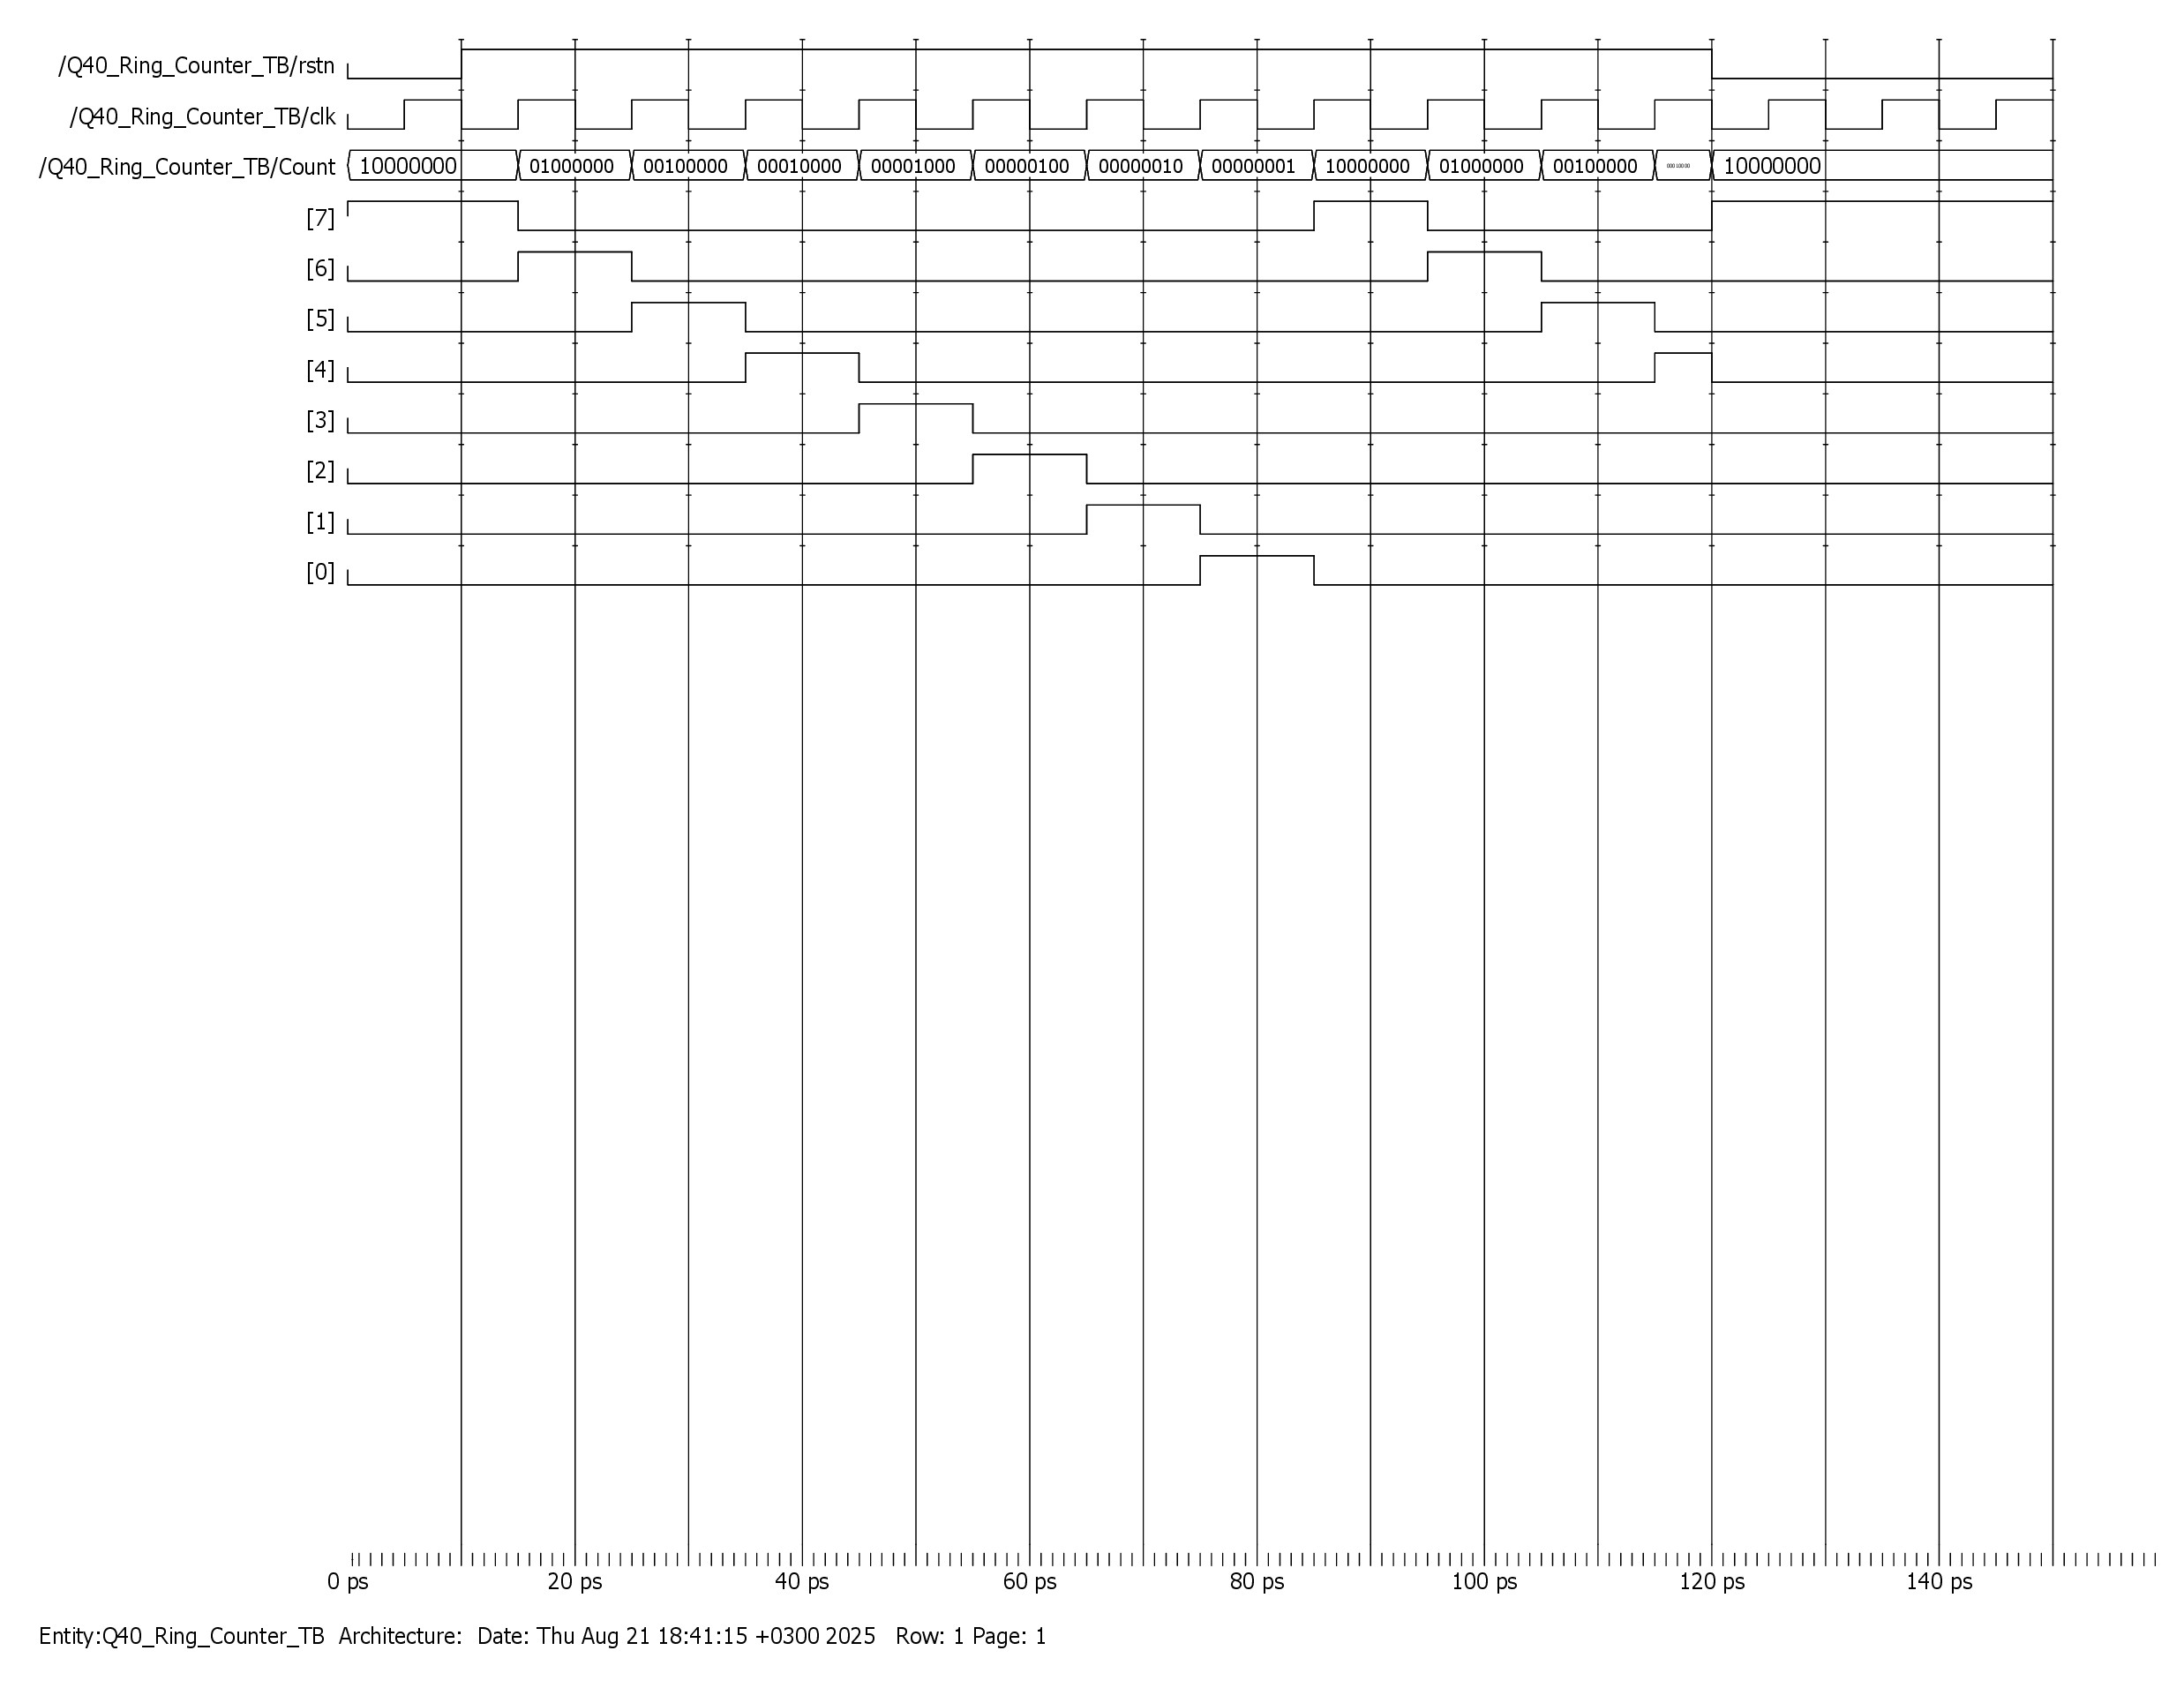 /Q40_Ring_Counter_TB/rstn
/Q40_Ring_Counter_TB/clk
/Q40_Ring_Counter_TB/Count 10000000 01000000 00100000 00010000 00001000 00000100 00000010 00000001 10000000 01000000 00100000 00010000 10000000
[7]
[6]
[5]
[4]
[3]
[2]
[1]
[0]
0 ps 20 ps 40 ps 60 ps 80 ps 100 ps 120 ps 140 ps
Entity:Q40_Ring_Counter_TB Architecture: Date: Thu Aug 21 18:41:15 +0300 2025 Row: 1 Page: 1